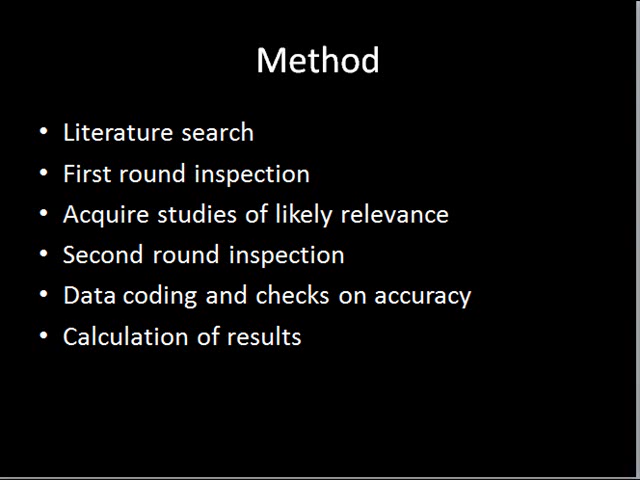 Method
• Literature search
• First round inspection
• Acquire studies of likely relevance
• Second round inspection
• Data coding and checks on accuracy
• Calculation of results